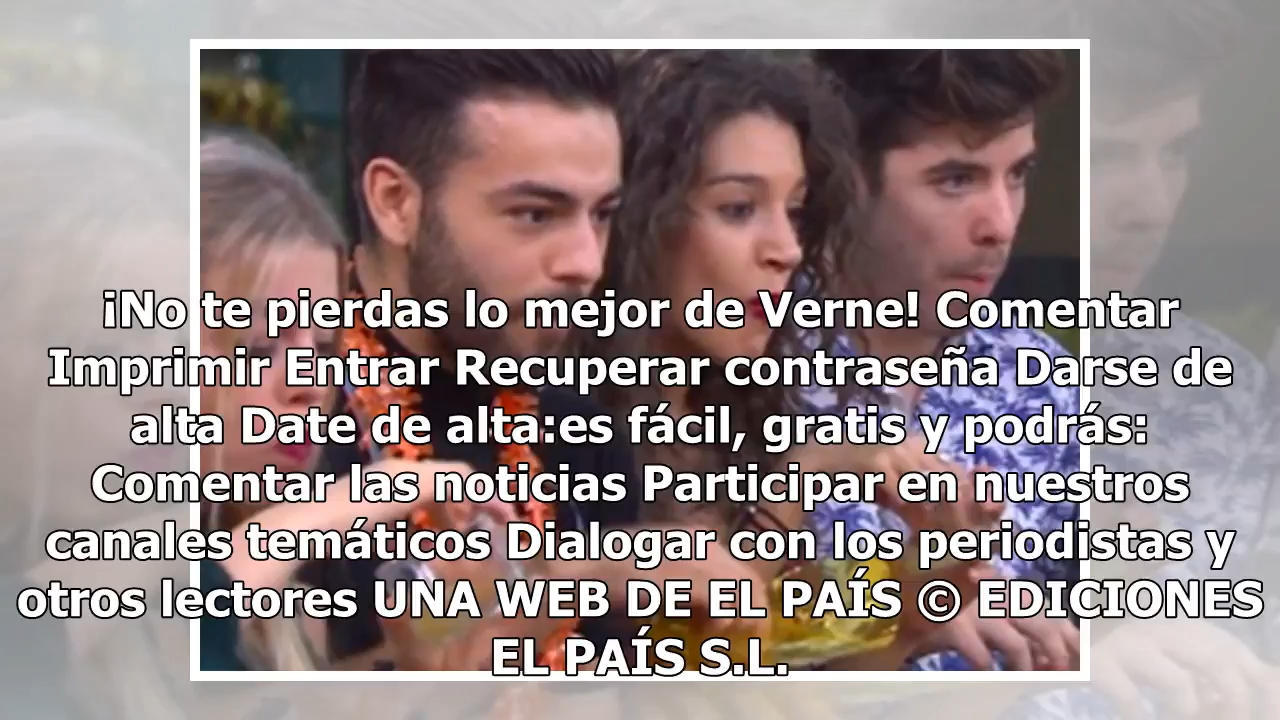 ¡No te pierdas lo mejor de Verne! Comentar
Imprimir Entrar Recuperar contraseña Darse de
alta Date de alta:es fácil, gratis y podrás:
Comentar las noticias Participar en nuestros
canales temáticos Dialogar con los periodistas y
otros lectores UNA WEB DE EL PAÍS © EDICIONES
EL PAÍS S.L.